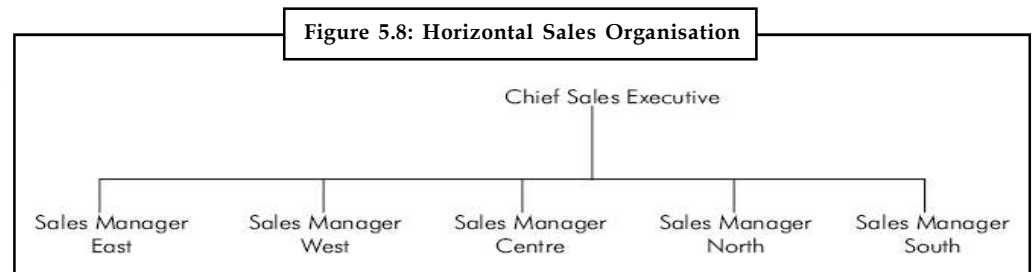 Figure 5.8: Horizontal Sales Organisation
Chief Sales Executive
Sales Manager East
Sales Manager West
Sales Manager Centre
Sales Manager North
Sales Manager South